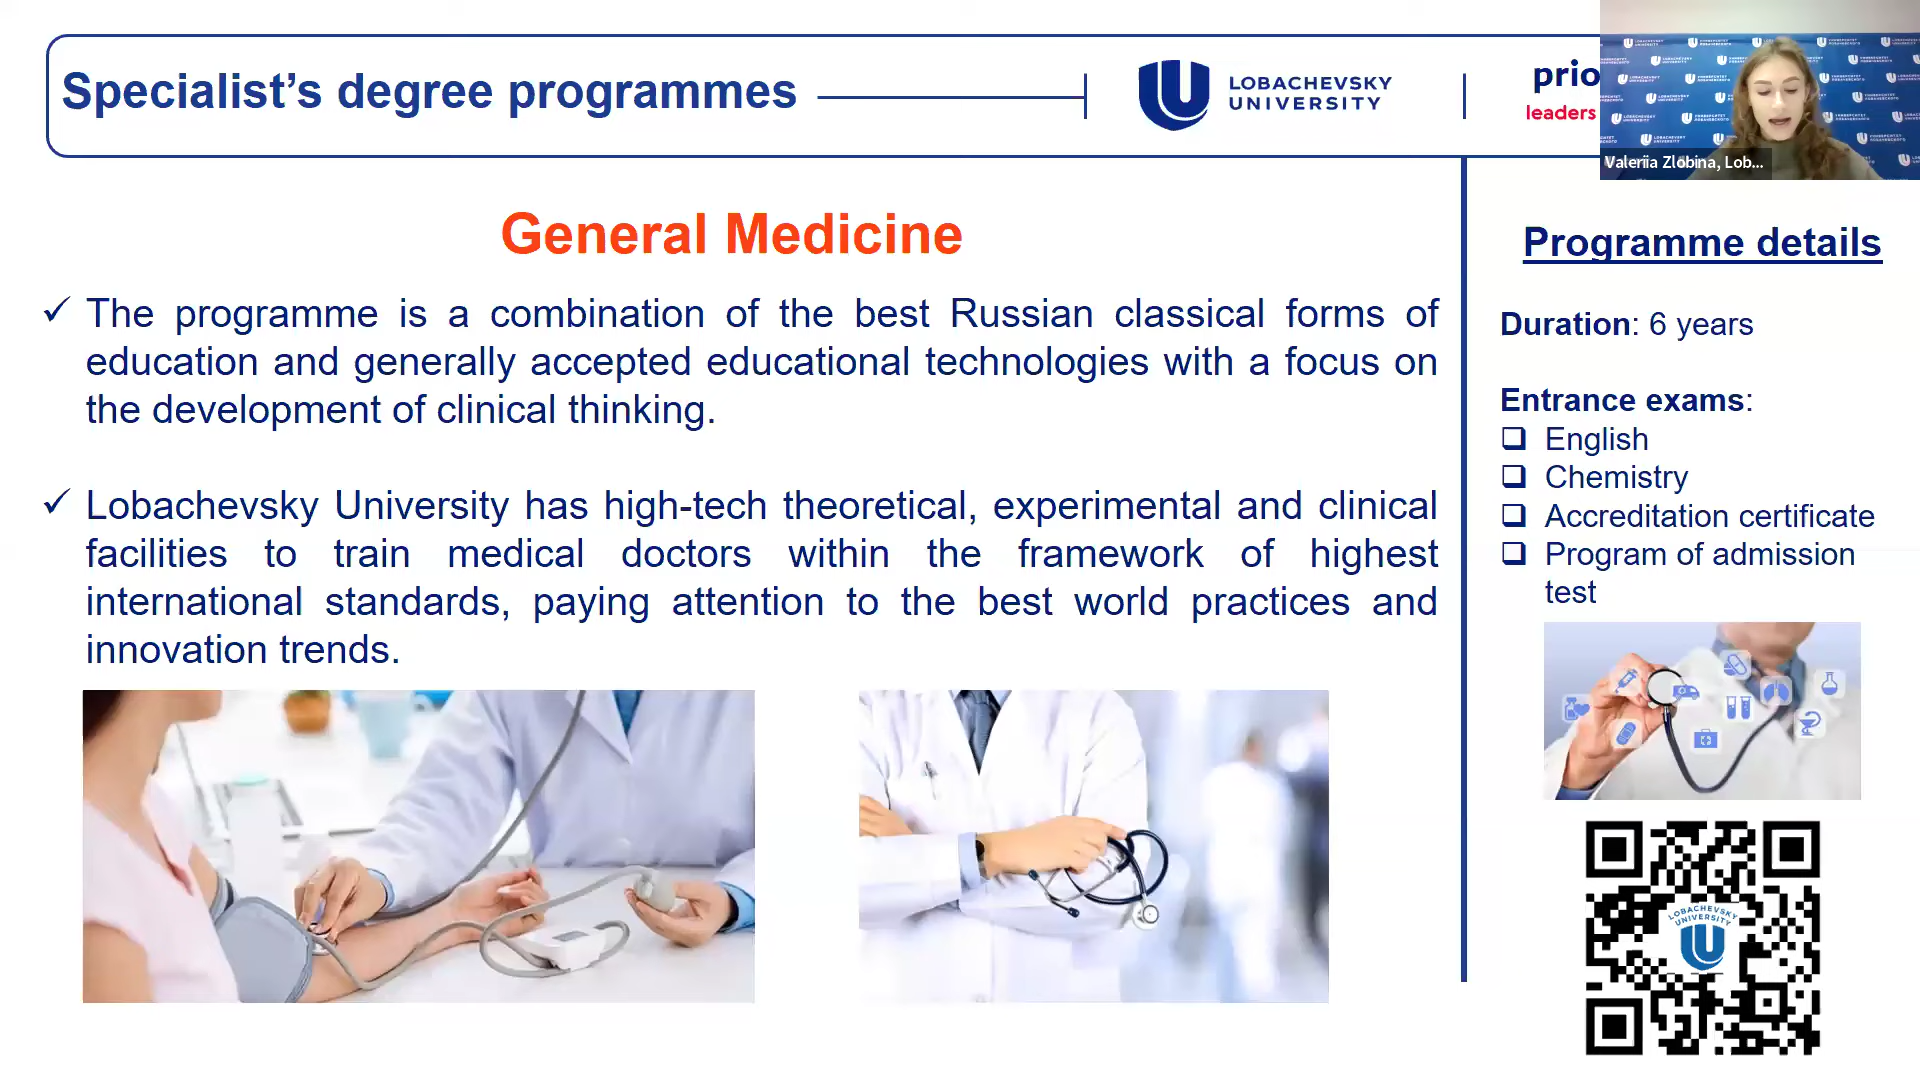 Specialist’s degree programmes
LOBACHEVSKY
UNIVERSITY
prio
leaders
Valeriia Zlobina, Lob...
General Medicine
✓ The programme is a combination of the best Russian classical forms of
education and generally accepted educational technologies with a focus on
the development of clinical thinking.
✓ Lobachevsky University has high-tech theoretical, experimental and clinical
facilities to train medical doctors within the framework of highest
international standards, paying attention to the best world practices and
innovation trends.
Programme details
Duration: 6 years
Entrance exams:
❑ English
❑ Chemistry
❑ Accreditation certificate
❑ Program of admission
test
LOBACHEVSKY
UNIVERSITY